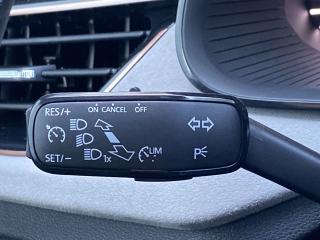 RES/+ ON CANCEL OFF
SET/- 1x LIM
P